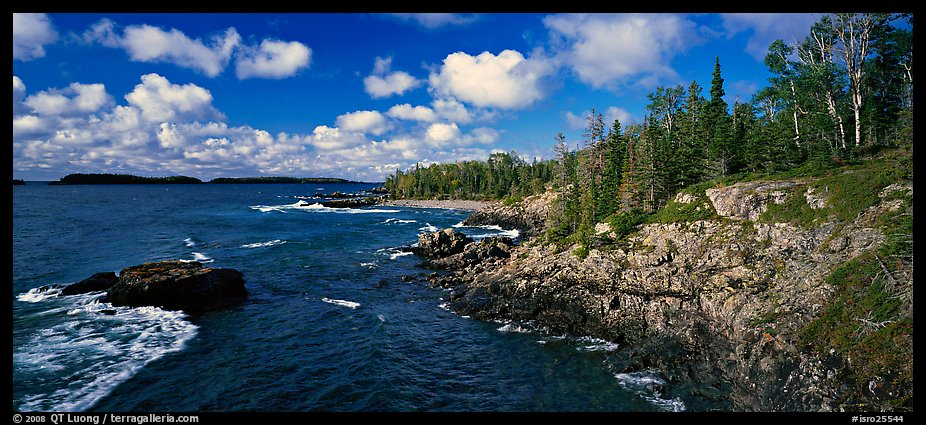 © 2008 QT Luong / terragalleria.com
#isro25544